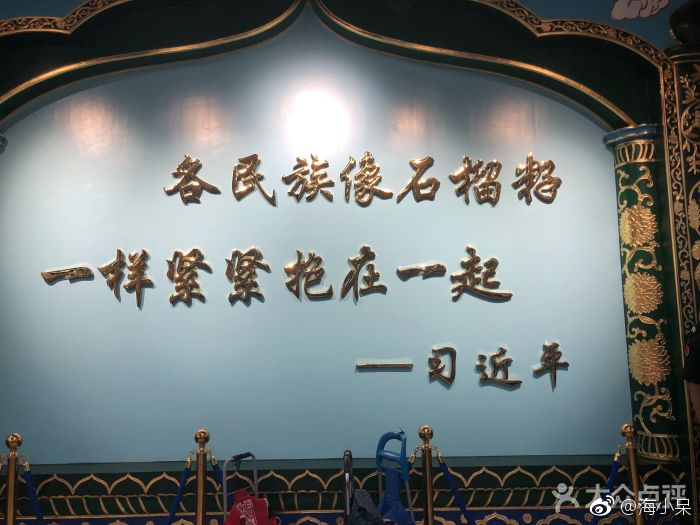 各民族像石榴籽
一样紧紧抱在一起
—习近平
大众点评
@海小呆